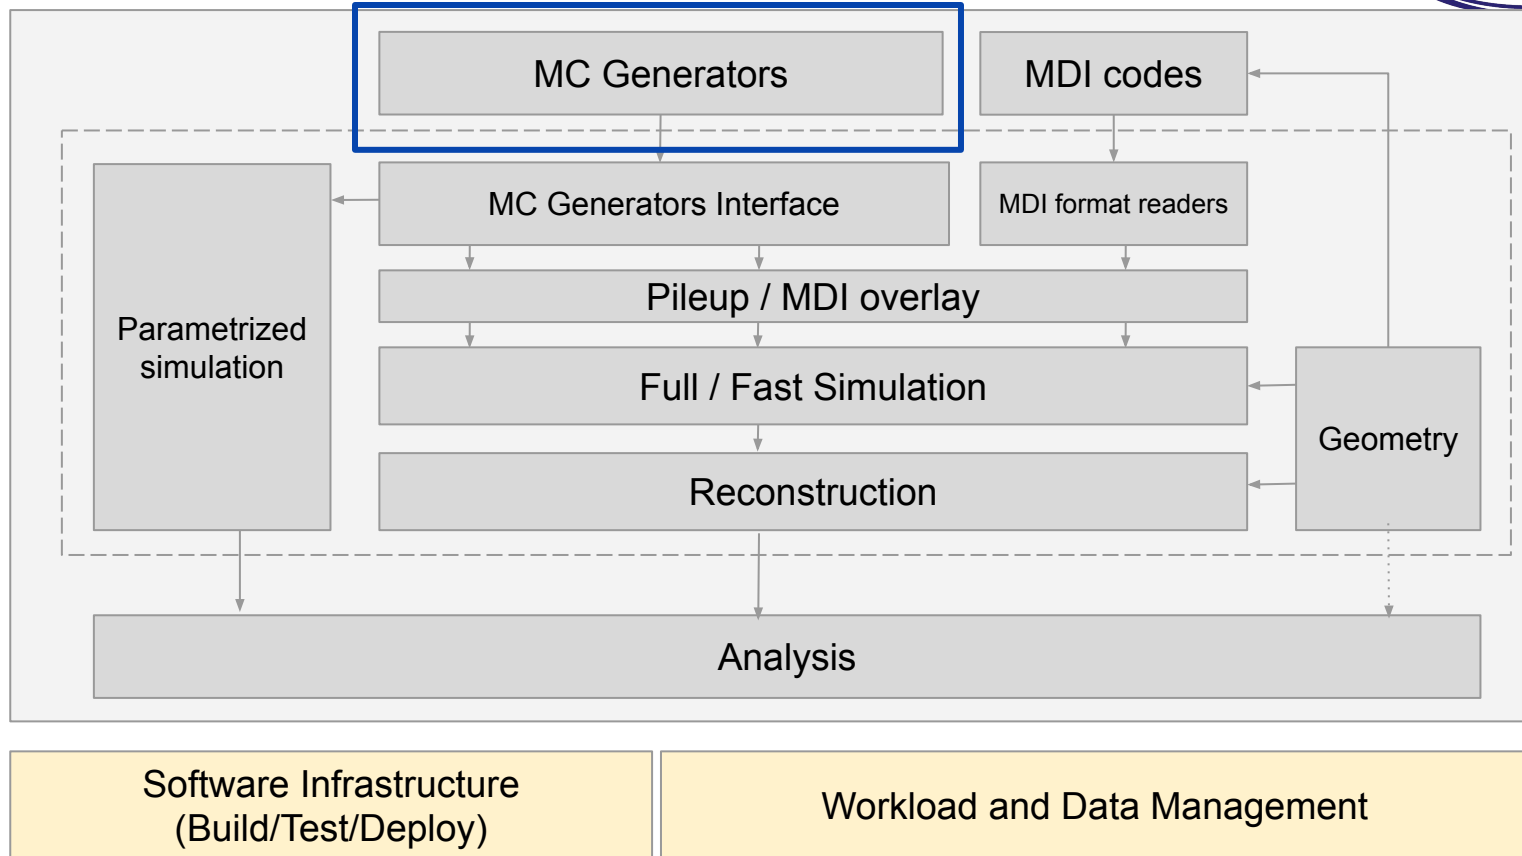 MC Generators
MDI codes
MC Generators Interface
MDI format readers
Pileup / MDI overlay
Parametrized
simulation
Full / Fast Simulation
Geometry
Reconstruction
Analysis
Software Infrastructure
(Build/Test/Deploy)
Workload and Data Management